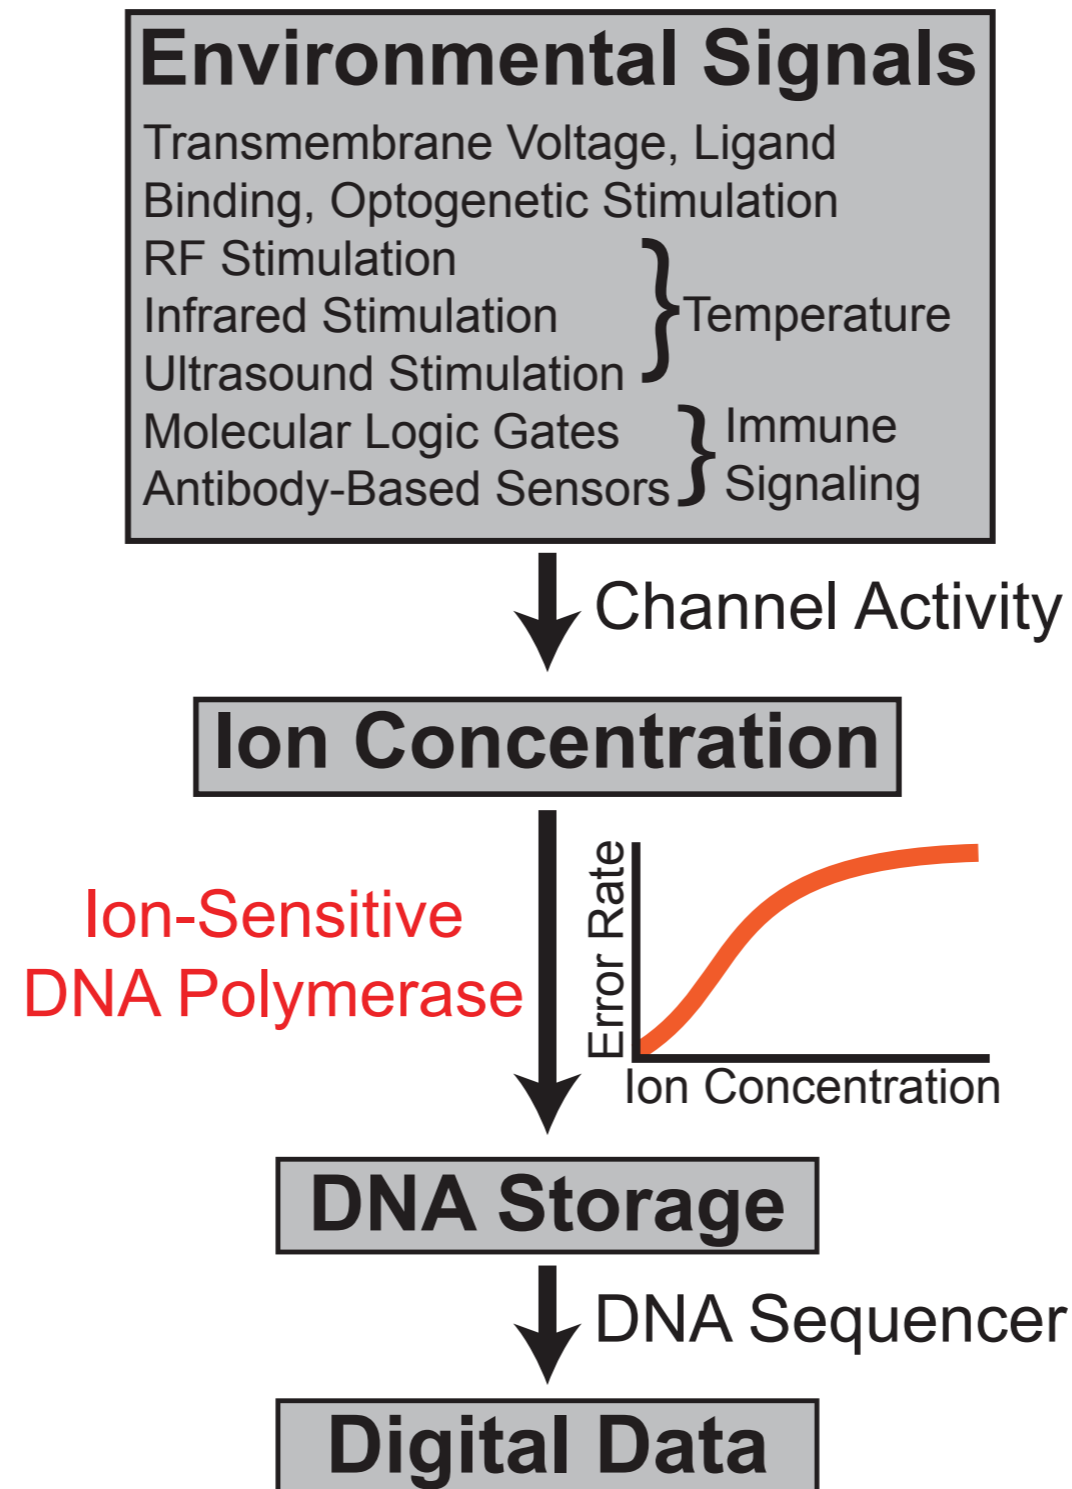 Environmental Signals
Transmembrane Voltage, Ligand
Binding, Optogenetic Stimulation
RF Stimulation
Infrared Stimulation
Ultrasound Stimulation
} Temperature
Molecular Logic Gates
Antibody-Based Sensors
} Immune
Signaling
Channel Activity
Ion Concentration
Ion-Sensitive
DNA Polymerase
Error Rate
Ion Concentration
DNA Storage
DNA Sequencer
Digital Data